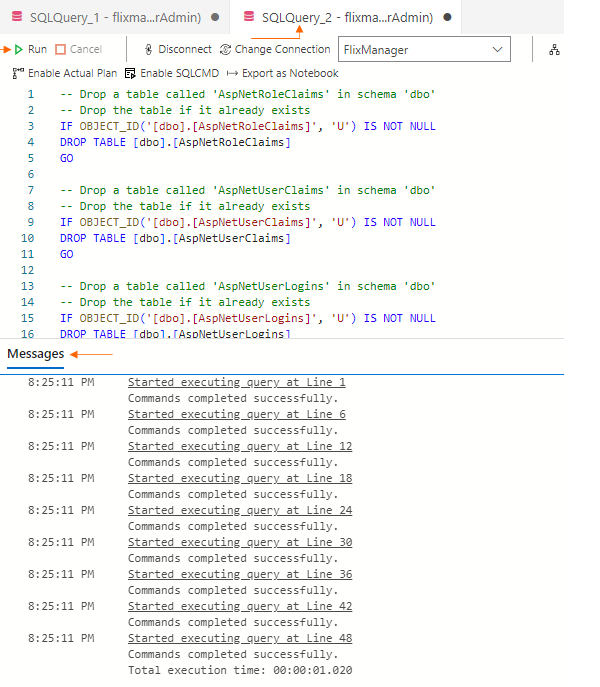 SQLQuery_1 - flixma...rAdmin)
SQLQuery_2 - flixma...rAdmin)
Run
Cancel
Disconnect
Change Connection
FlixManager
Enable Actual Plan
Enable SQLCMD
Export as Notebook
1 -- Drop a table called 'AspNetRoleClaims' in schema 'dbo'
2 -- Drop the table if it already exists
3 IF OBJECT_ID('[dbo].[AspNetRoleClaims]', 'U') IS NOT NULL
4 DROP TABLE [dbo].[AspNetRoleClaims]
5 GO
6
7 -- Drop a table called 'AspNetUserClaims' in schema 'dbo'
8 -- Drop the table if it already exists
9 IF OBJECT_ID('[dbo].[AspNetUserClaims]', 'U') IS NOT NULL
10 DROP TABLE [dbo].[AspNetUserClaims]
11 GO
12
13 -- Drop a table called 'AspNetUserLogins' in schema 'dbo'
14 -- Drop the table if it already exists
15 IF OBJECT_ID('[dbo].[AspNetUserLogins]', 'U') IS NOT NULL
16 DROP TABLE [dbo].[AspNetUserLogins]
Messages
8:25:11 PM Started executing query at Line 1
Commands completed successfully.
8:25:11 PM Started executing query at Line 6
Commands completed successfully.
8:25:11 PM Started executing query at Line 12
Commands completed successfully.
8:25:11 PM Started executing query at Line 18
Commands completed successfully.
8:25:11 PM Started executing query at Line 24
Commands completed successfully.
8:25:11 PM Started executing query at Line 30
Commands completed successfully.
8:25:11 PM Started executing query at Line 36
Commands completed successfully.
8:25:11 PM Started executing query at Line 42
Commands completed successfully.
8:25:11 PM Started executing query at Line 48
Commands completed successfully.
Total execution time: 00:00:01.020